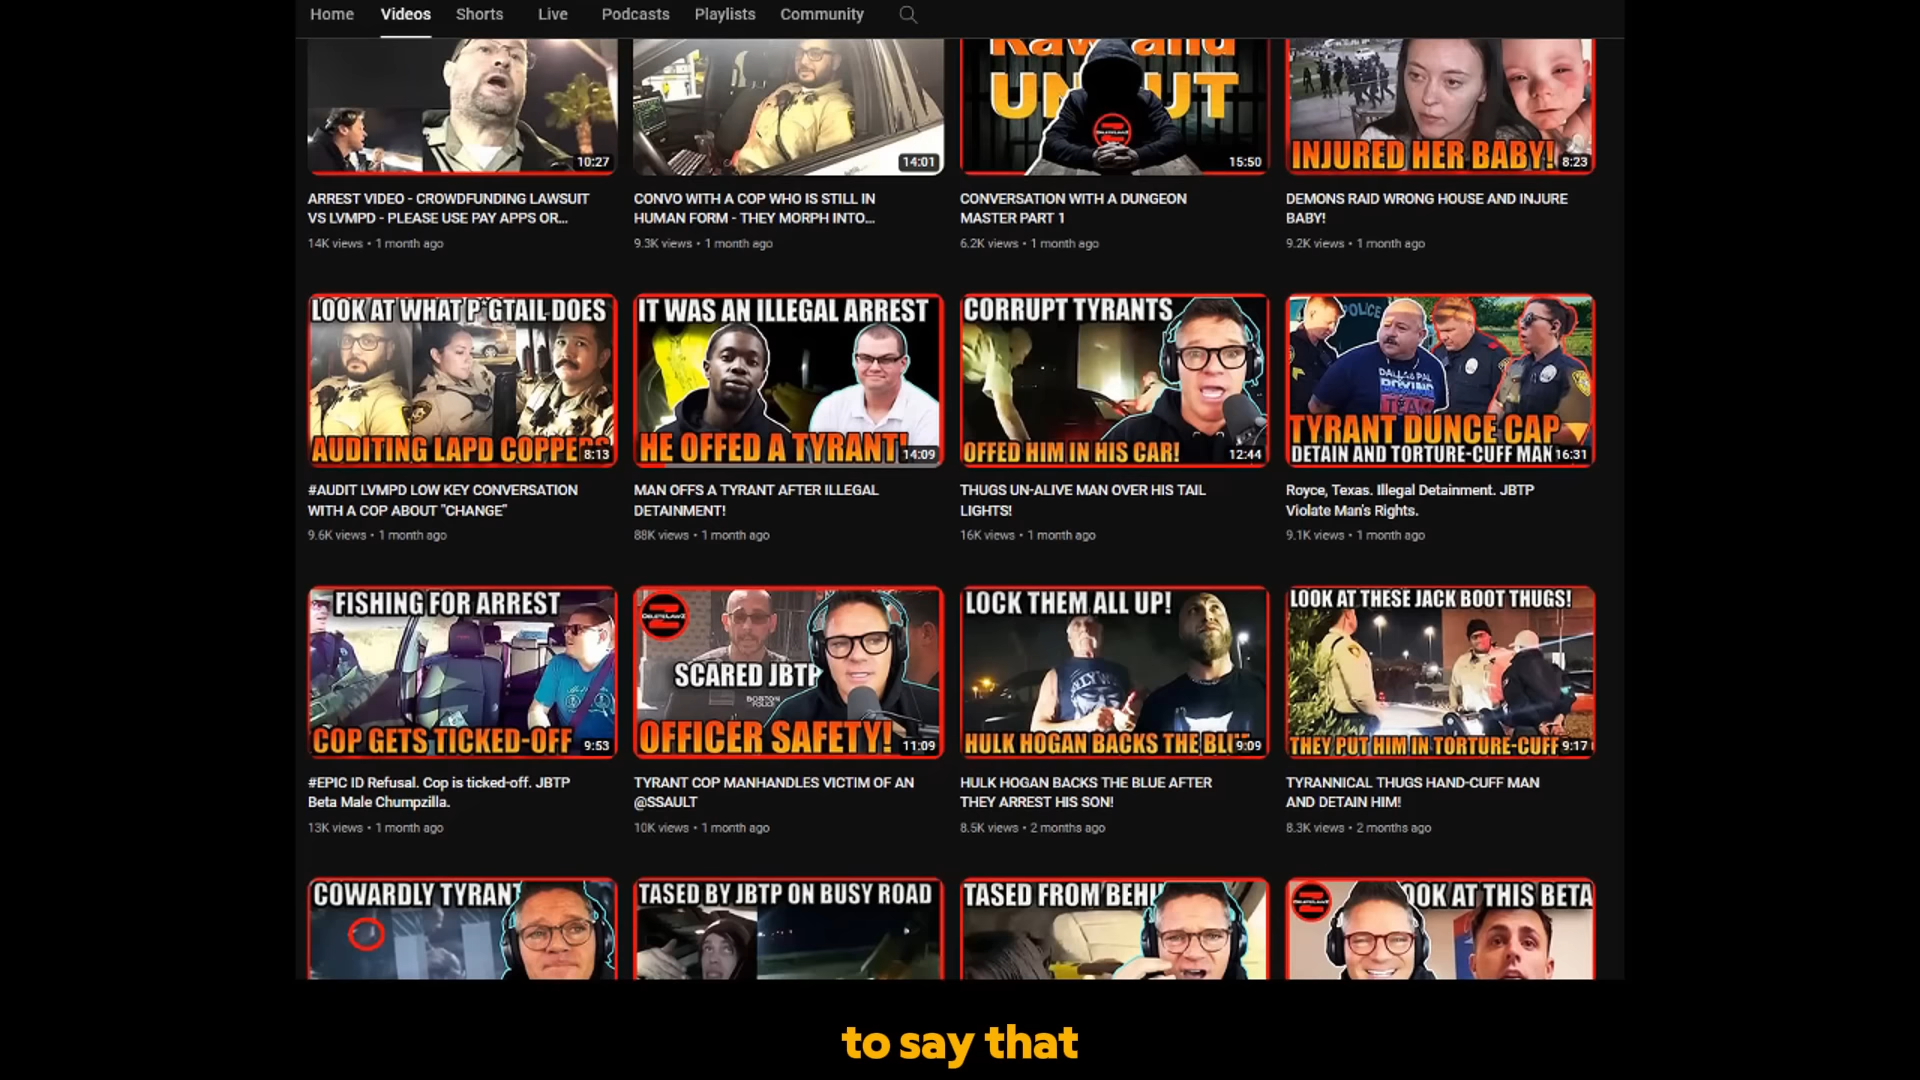 Home
Videos
Shorts
Live
Podcasts
Playlists
Community
Raw and
10:27
14:01
15:50
INJURED HER BABY!
8:23
ARREST VIDEO - CROWDFUNDING LAWSUIT
VS LVMPD - PLEASE USE PAY APPS OR...
14K views • 1 month ago
CONVO WITH A COP WHO IS STILL IN
HUMAN FORM - THEY MORPH INTO...
9.3K views • 1 month ago
CONVERSATION WITH A DUNGEON
MASTER PART 1
6.2K views • 1 month ago
DEMONS RAID WRONG HOUSE AND INJURE
BABY!
9.2K views • 1 month ago
LOOK AT WHAT P*GTAIL DOES
AUDITING LAPD COPPERS
8:13
IT WAS AN ILLEGAL ARREST
HE OFFED A TYRANT!
14:09
CORRUPT TYRANTS
OFFED HIM IN HIS CAR!
12:44
POLICE
DALLAS PAL
BOXING
TEAM
TYRANT DUNCE CAP
DETAIN AND TORTURE-CUFF MAN
16:31
#AUDIT LVMPD LOW KEY CONVERSATION
WITH A COP ABOUT "CHANGE"
9.6K views • 1 month ago
MAN OFFS A TYRANT AFTER ILLEGAL
DETAINMENT!
88K views • 1 month ago
THUGS UN-ALIVE MAN OVER HIS TAIL
LIGHTS!
16K views • 1 month ago
Royce, Texas. Illegal Detainment. JBTP
Violate Man's Rights.
9.1K views • 1 month ago
FISHING FOR ARREST
COP GETS TICKED-OFF
9:53
SCARED JBTP
BOSTON
POLICE
OFFICER SAFETY!
11:09
LOCK THEM ALL UP!
HULK HOGAN BACKS THE BLU
9:09
LOOK AT THESE JACK BOOT THUGS!
THEY PUT HIM IN TORTURE-CUFF
9:17
#EPIC ID Refusal. Cop is ticked-off. JBTP
Beta Male Chumpzilla.
13K views • 1 month ago
TYRANT COP MANHANDLES VICTIM OF AN
@SSAULT
10K views • 1 month ago
HULK HOGAN BACKS THE BLUE AFTER
THEY ARREST HIS SON!
8.5K views • 2 months ago
TYRANNICAL THUGS HAND-CUFF MAN
AND DETAIN HIM!
8.3K views • 2 months ago
COWARDLY TYRANT
TASED BY JBTP ON BUSY ROAD
TASED FROM BEHI
OOK AT THIS BETA
to say that